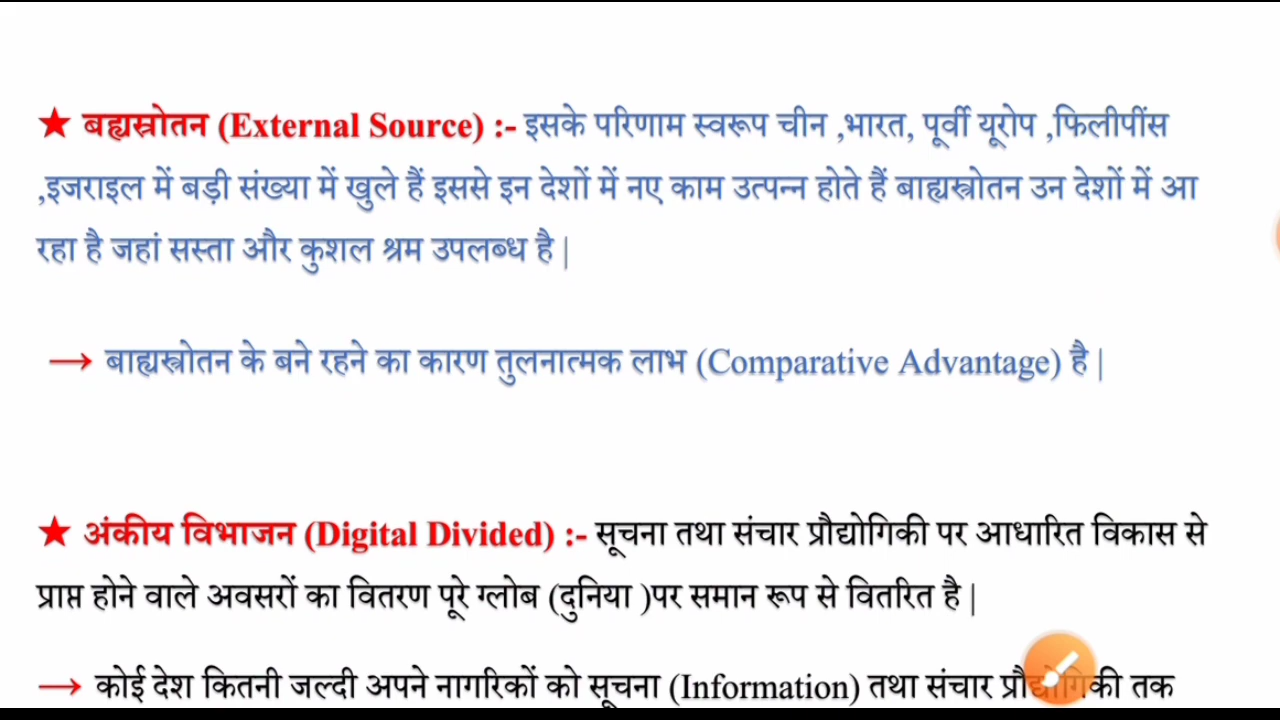 ★ बह्यस्रोतन (External Source) :- इसके परिणाम स्वरूप चीन ,भारत, पूर्वी यूरोप ,फिलीपींस
,इजराइल में बड़ी संख्या में खुले हैं इससे इन देशों में नए काम उत्पन्न होते हैं बाह्यस्त्रोतन उन देशों में आ
रहा है जहां सस्ता और कुशल श्रम उपलब्ध है |
→ बाह्यस्त्रोतन के बने रहने का कारण तुलनात्मक लाभ (Comparative Advantage) है |
★ अंकीय विभाजन (Digital Divided) :- सूचना तथा संचार प्रौद्योगिकी पर आधारित विकास से
प्राप्त होने वाले अवसरों का वितरण पूरे ग्लोब (दुनिया )पर समान रूप से वितरित है |
→ कोई देश कितनी जल्दी अपने नागरिकों को सूचना (Information) तथा संचार प्रौद्योगिकी तक